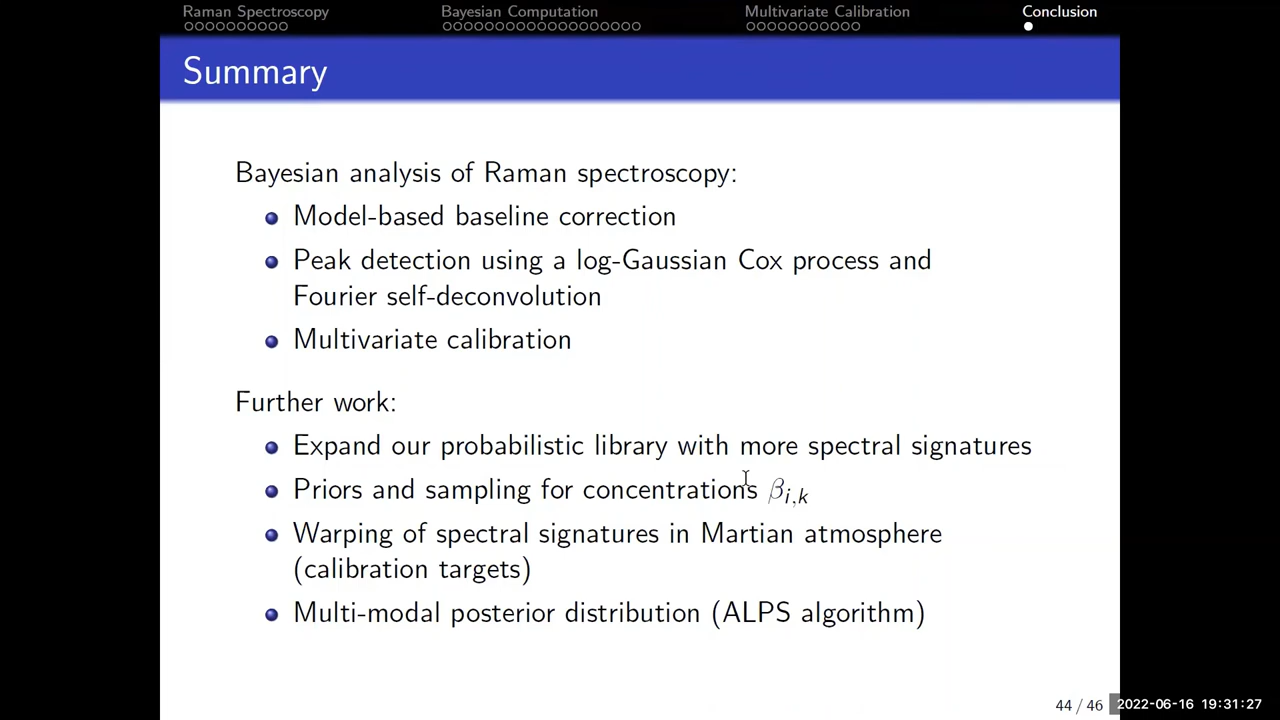 Raman Spectroscopy Bayesian Computation Multivariate Calibration Conclusion
Summary
Bayesian analysis of Raman spectroscopy:
Model-based baseline correction
Peak detection using a log-Gaussian Cox process and
Fourier self-deconvolution
Multivariate calibration
Further work:
Expand our probabilistic library with more spectral signatures
Priors and sampling for concentrations β_{i,k}
Warping of spectral signatures in Martian atmosphere
(calibration targets)
Multi-modal posterior distribution (ALPS algorithm)
44 / 46 2022-06-16 19:31:27